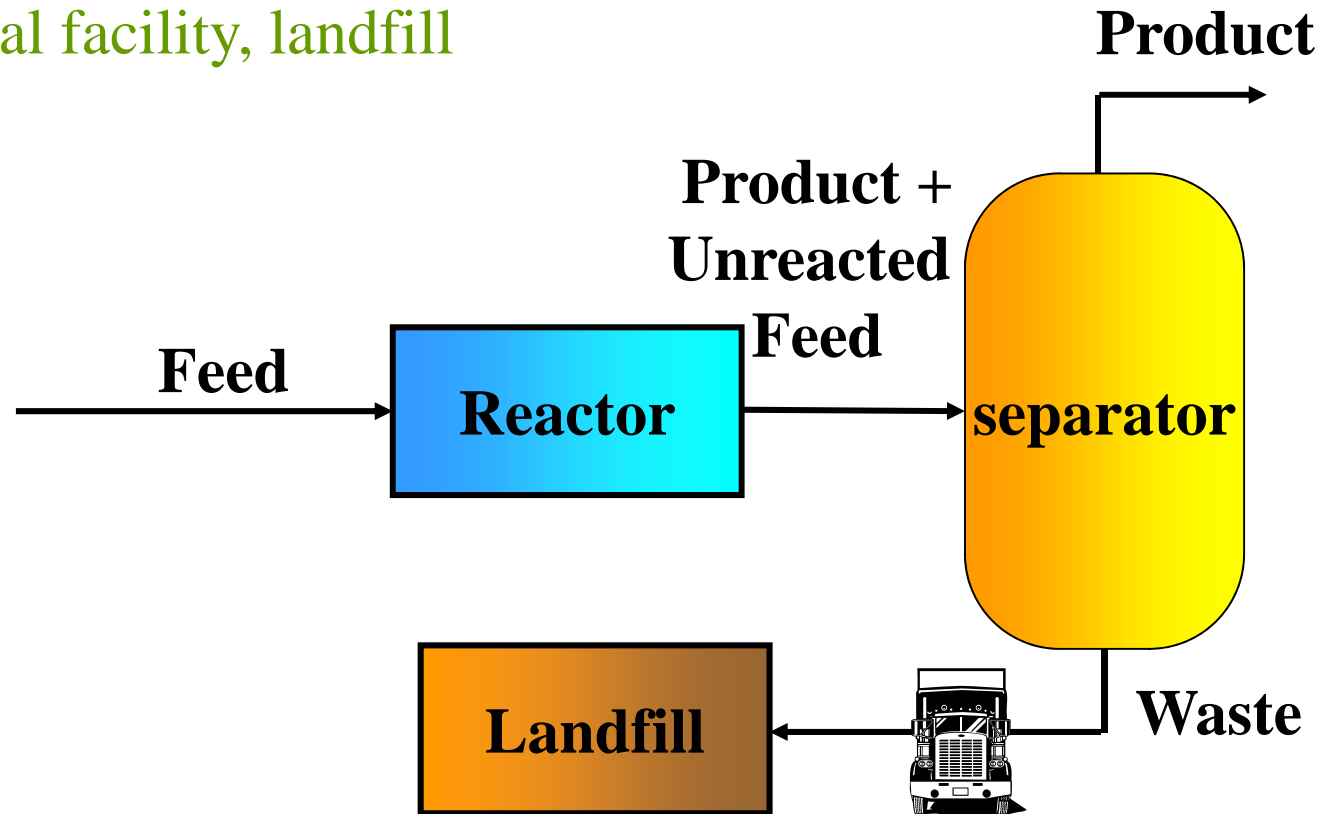 al facility, landfill
Product
Product +
Unreacted
Feed
Feed
Reactor
separator
Landfill
Waste